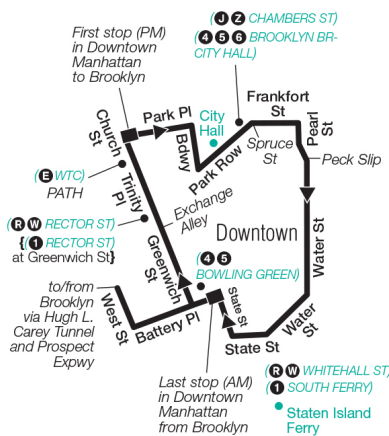 (J Z CHAMBERS ST)
(4 5 6 BROOKLYN BR-
CITY HALL)
First stop (PM)
in Downtown
Manhattan
to Brooklyn
Frankfort
St
Park Pl
City
Hall
Church
St
Bdwy
Park Row
Spruce
St
Pearl
St
Peck Slip
(E WTC)
PATH
Trinity
Pl
Exchange
Alley
(R W RECTOR ST)
{(1 RECTOR ST)
at Greenwich St}
Downtown
Water St
Greenwich
St
(4 5
BOWLING GREEN)
to/from
Brooklyn
via Hugh L.
Carey Tunnel
and Prospect
Expwy
West St
Battery Pl
State St
State St
Water
St
Last stop (AM)
in Downtown
Manhattan
from Brooklyn
(R W WHITEHALL ST)
(1 SOUTH FERRY)
Staten Island
Ferry